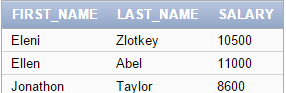 FIRST_NAME LAST_NAME SALARY
Eleni Zlotkey 10500
Ellen Abel 11000
Jonathon Taylor 8600